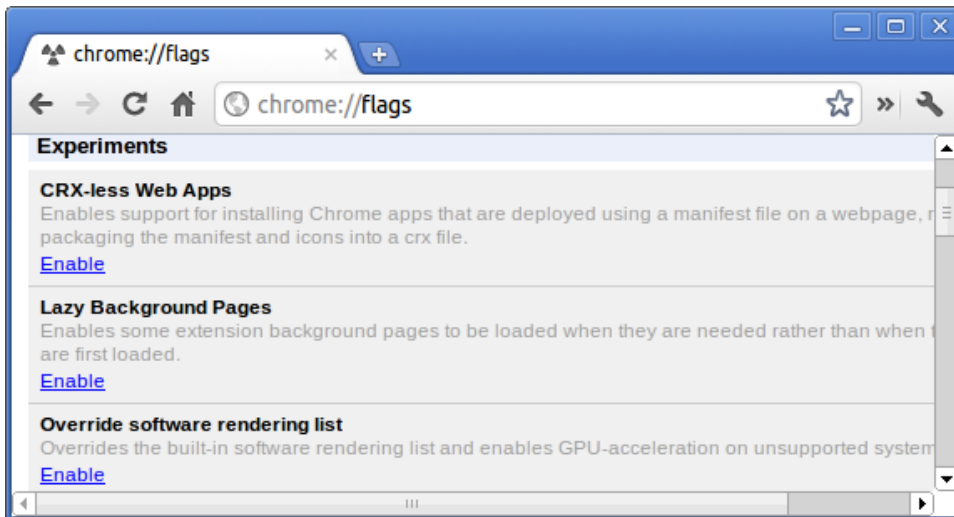 chrome://flags
chrome://flags
Experiments
CRX-less Web Apps
Enables support for installing Chrome apps that are deployed using a manifest file on a webpage,
packaging the manifest and icons into a crx file.
Enable
Lazy Background Pages
Enables some extension background pages to be loaded when they are needed rather than when
are first loaded.
Enable
Override software rendering list
Overrides the built-in software rendering list and enables GPU-acceleration on unsupported system
Enable